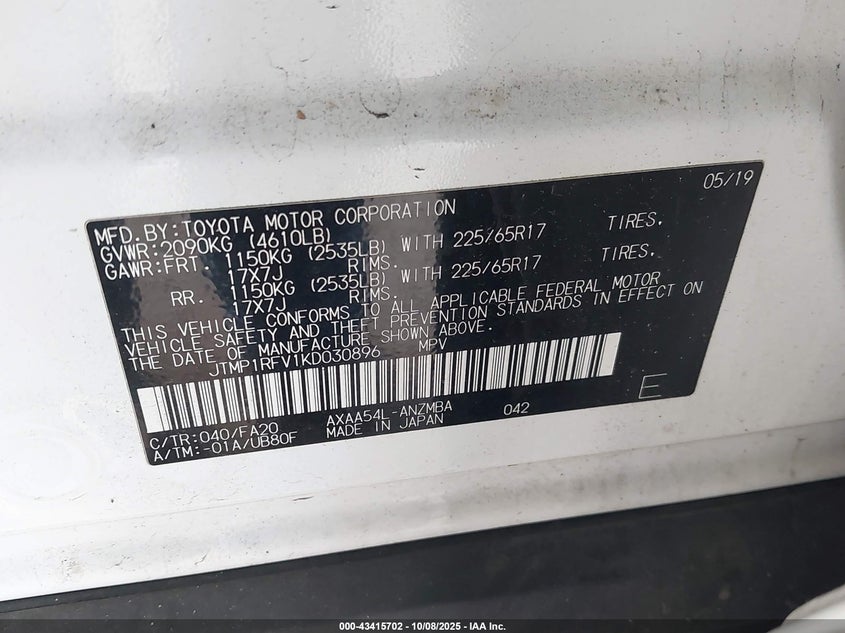 05/19
MFD.BY:TOYOTA MOTOR CORPORATION
GVWR:2090KG (4610LB)
GAWR:FRT. 1150KG (2535LB) WITH 225/65R17 TIRES.
17X7J RIMS.
RR. 1150KG (2535LB) WITH 225/65R17 TIRES.
17X7J RIMS.
THIS VEHICLE CONFORMS TO ALL APPLICABLE FEDERAL MOTOR
VEHICLE SAFETY AND THEFT PREVENTION STANDARDS IN EFFECT ON
THE DATE OF MANUFACTURE SHOWN ABOVE.
JTMP1RFV1KD030896 MPV
E
C/TR:040/FA20 AXAA54L-ANZMBA 042
A/TM:-01A/UB80F MADE IN JAPAN
000-43415702 - 10/08/2025 - IAA Inc.